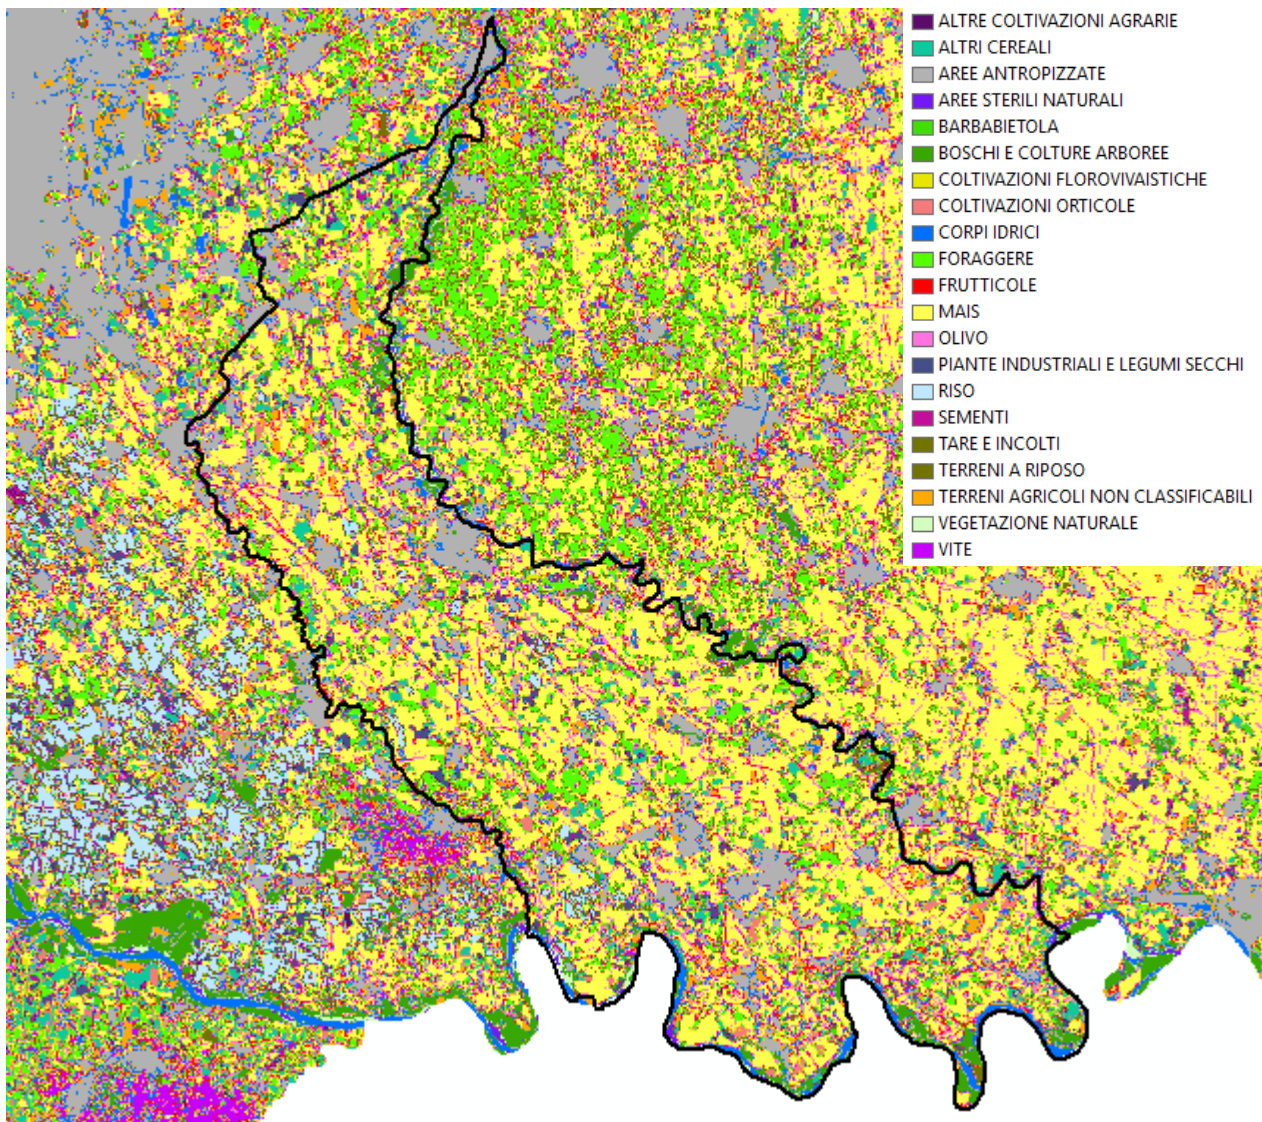 ALTRE COLTIVAZIONI AGRARIE
ALTRI CEREALI
AREE ANTROPIZZATE
AREE STERILI NATURALI
BARBABIETOLA
BOSCHI E COLTURE ARBOREE
COLTIVAZIONI FLOROVIVAISTICHE
COLTIVAZIONI ORTICOLE
CORPI IDRICI
FORAGGERE
FRUTTICOLE
MAIS
OLIVO
PIANTE INDUSTRIALI E LEGUMI SECCHI
RISO
SEMENTI
TARE E INCOLTI
TERRENI A RIPOSO
TERRENI AGRICOLI NON CLASSIFICABILI
VEGETAZIONE NATURALE
VITE